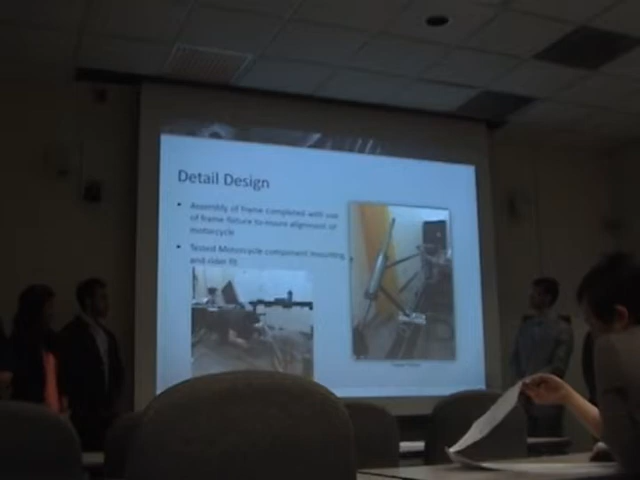 Detail Design
• Assembly of frame completed with use
of frame fixture to insure alignment of
motorcycle
• Tested Motorcycle component mounting
and rider fit